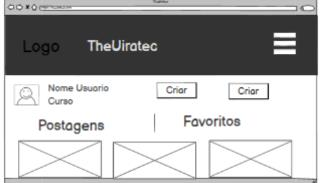 Logo TheUiratec
Nome Usuario Criar Criar
Curso
Postagens Favoritos